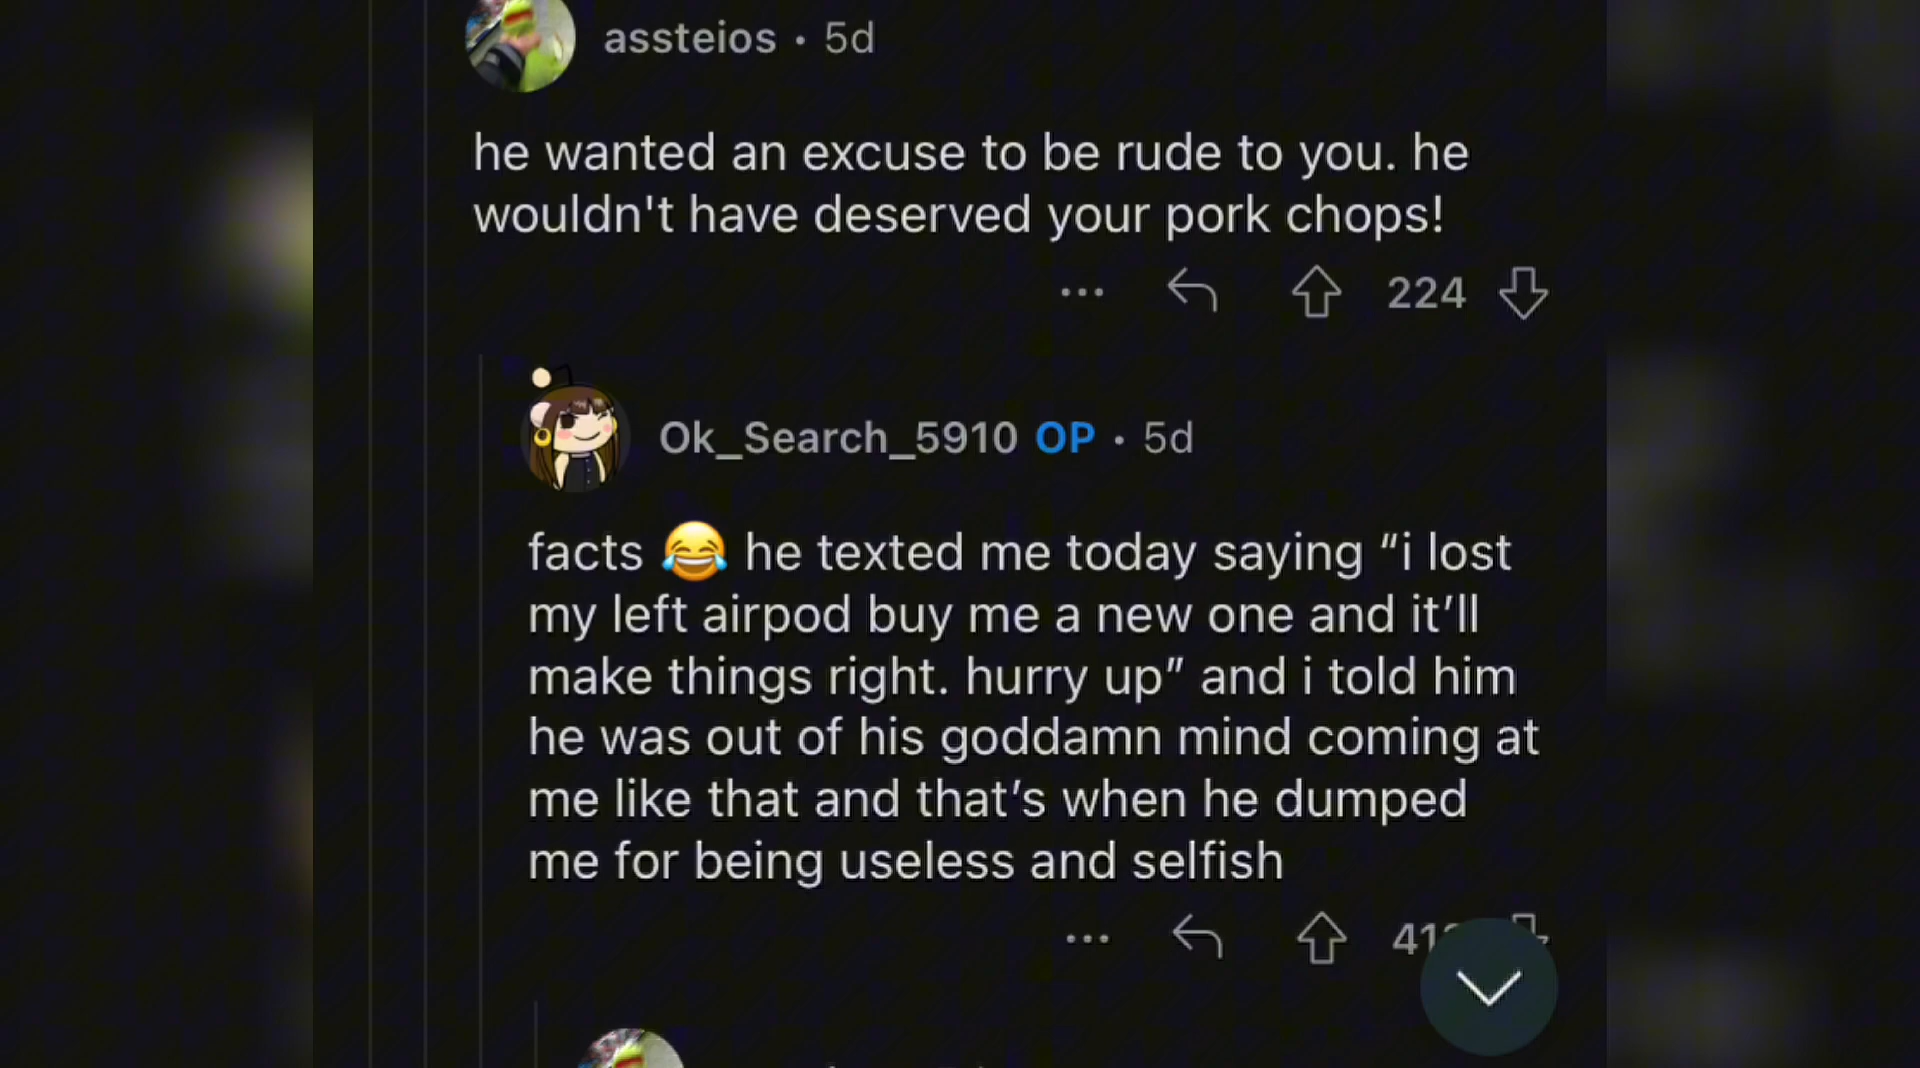 assteios • 5d
he wanted an excuse to be rude to you. he
wouldn't have deserved your pork chops!
224
Ok_Search_5910 OP • 5d
facts 😂 he texted me today saying “i lost
my left airpod buy me a new one and it’ll
make things right. hurry up” and i told him
he was out of his goddamn mind coming at
me like that and that’s when he dumped
me for being useless and selfish